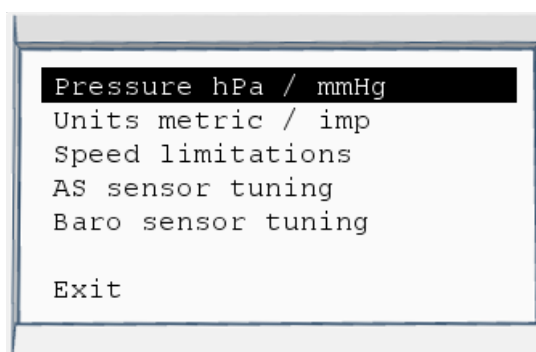 Pressure hPa / mmHg
Units metric / imp
Speed limitations
AS sensor tuning
Baro sensor tuning
Exit